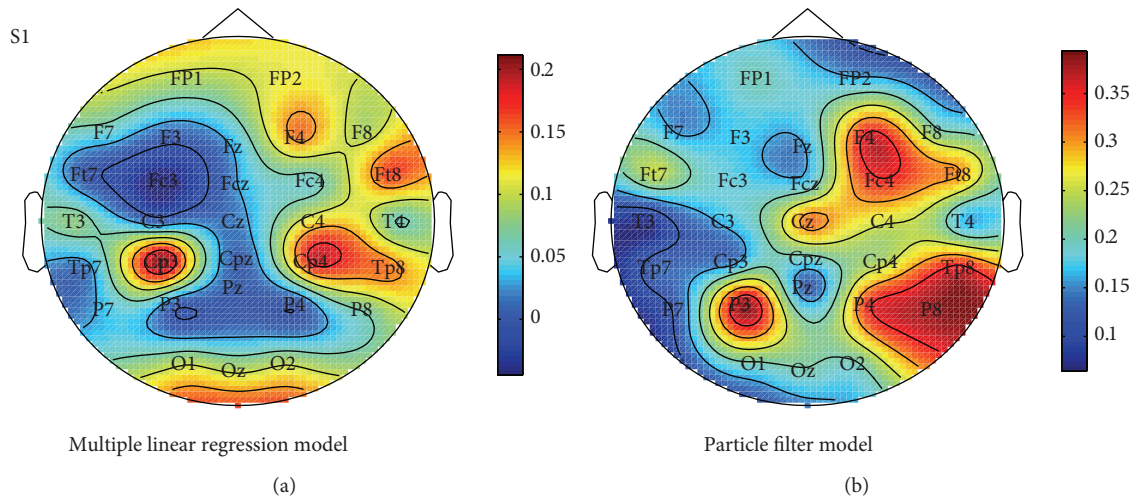 S1
FP1 FP2
F7 F3 Fz F4 F8
Ft7 Fc3 Fcz Fc4 Ft8
T3 C3 Cz C4 T4
Tp7 Cp3 Cpz Cp4 Tp8
P7 P3 Pz P4 P8
O1 Oz O2
0.2
0.15
0.1
0.05
0
Multiple linear regression model
(a)
FP1 FP2
F7 F3 Fz F4 F8
Ft7 Fc3 Fcz Fc4 Ft8
T3 C3 Cz C4 T4
Tp7 Cp3 Cpz Cp4 Tp8
P7 P3 Pz P4 P8
O1 Oz O2
0.35
0.3
0.25
0.2
0.15
0.1
Particle filter model
(b)